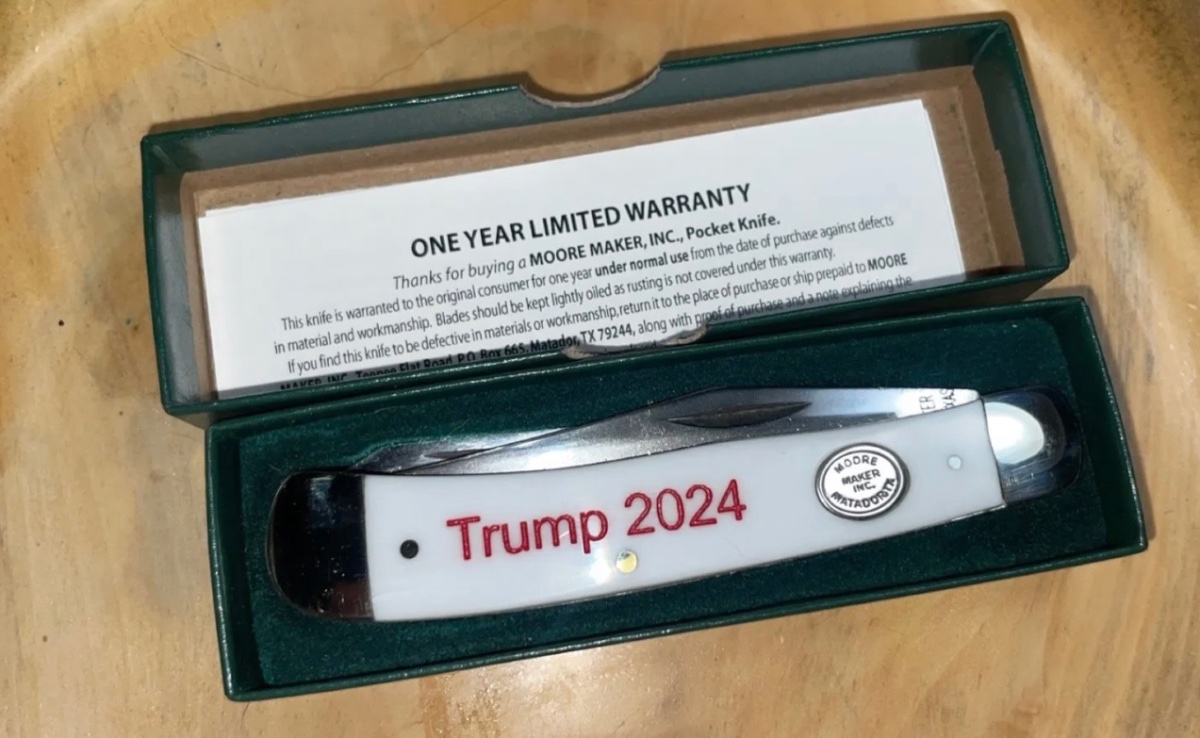 ONE YEAR LIMITED WARRANTY
Thanks for buying a MOORE MAKER, INC., Pocket Knife.
This knife is warranted to the original consumer for one year under normal use from the date of purchase against defects
in material and workmanship. Blades should be kept lightly oiled as rusting is not covered under this warranty.
If you find this knife to be defective in materials or workmanship, return it to the place of purchase or ship prepaid to MOORE
MAKER, INC. Teepee Flat Road, P.O. Box 665, Matador, TX 79244, along with proof of purchase and a note explaining the
Trump 2024
MOORE
MAKER
INC.